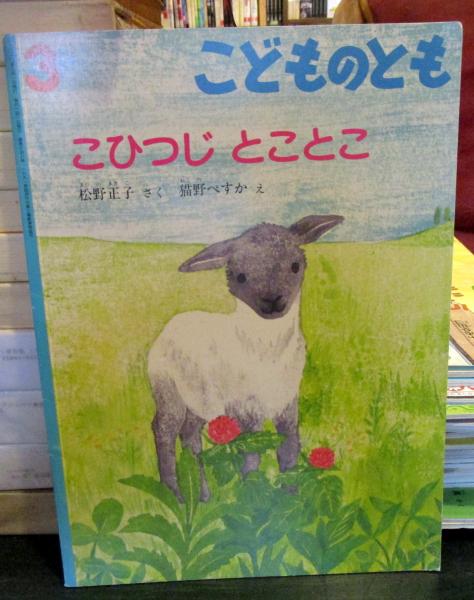 3
こどものとも
こひつじ とことこ
松野正子 さく 猫野ぺすか え